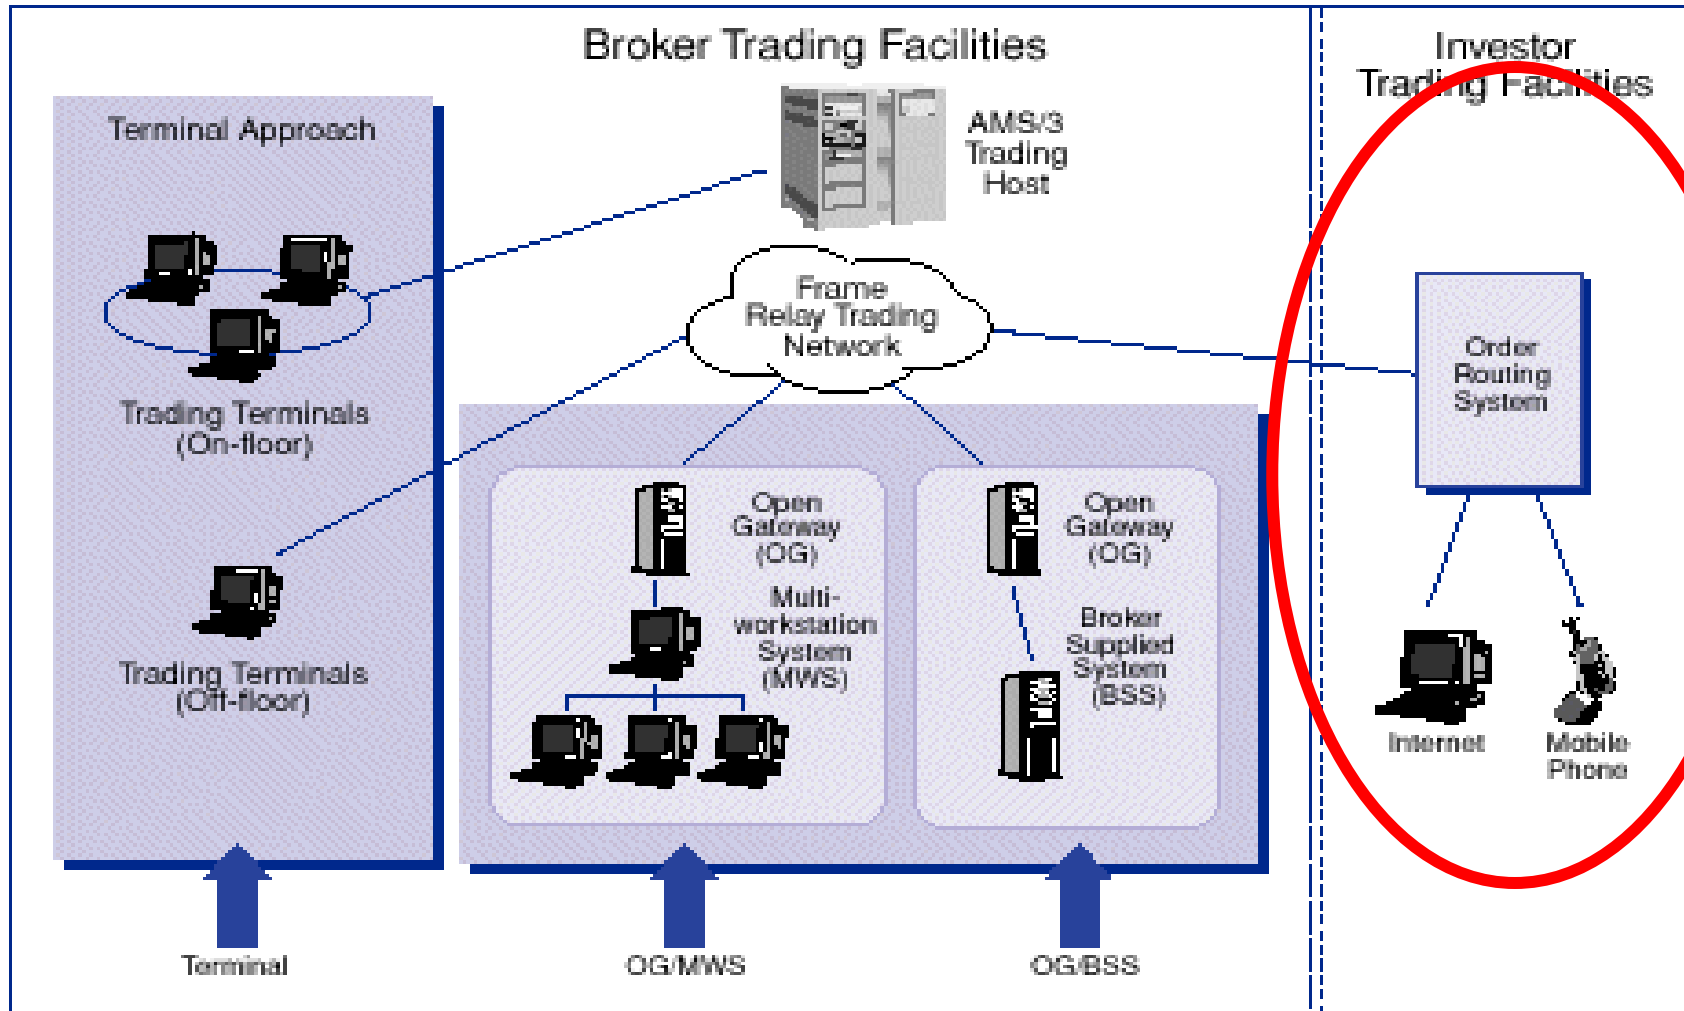 Broker Trading Facilities
Investor
Trading Facilities
Terminal Approach
AMS/3
Trading
Host
Frame
Relay Trading
Network
Order
Routing
System
Trading Terminals
(On-floor)
Open
Gateway
(OG)
Open
Gateway
(OG)
Multi-
workstation
System
(MWS)
Broker
Supplied
System
(BSS)
Trading Terminals
(Off-floor)
Internet
Mobile
Phone
Terminal
OG/MWS
OG/BSS